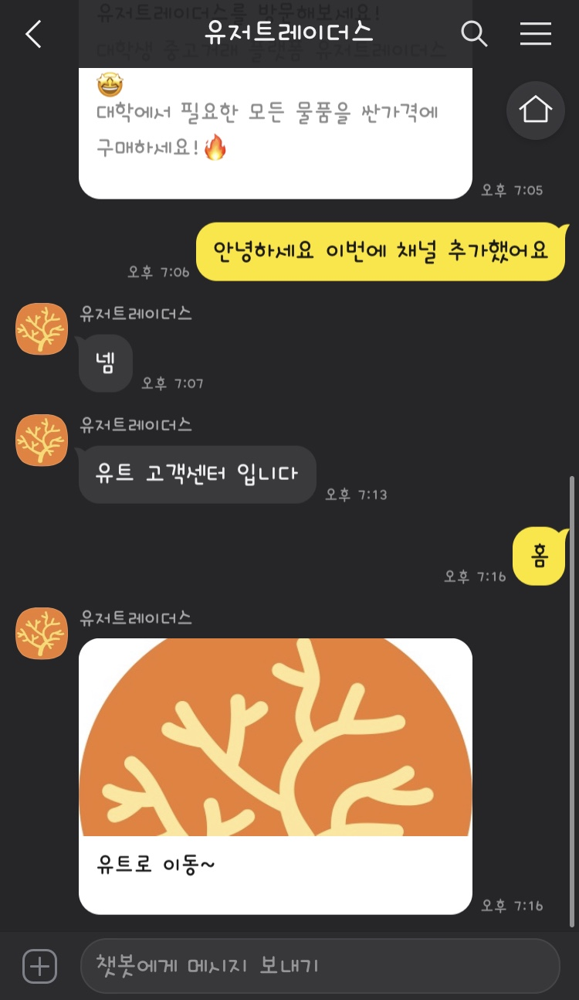 유저트레이더스를 방문해보세요!
유저트레이더스
대학생 중고거래 플랫폼 유저트레이더스
대학에서 필요한 모든 물품을 싼가격에
구매하세요!🔥
오후 7:05
안녕하세요 이번에 채널 추가했어요
오후 7:06
유저트레이더스
넴
오후 7:07
유저트레이더스
유트 고객센터 입니다
오후 7:13
홈
오후 7:16
유저트레이더스
유트로 이동~
오후 7:16
챗봇에게 메시지 보내기